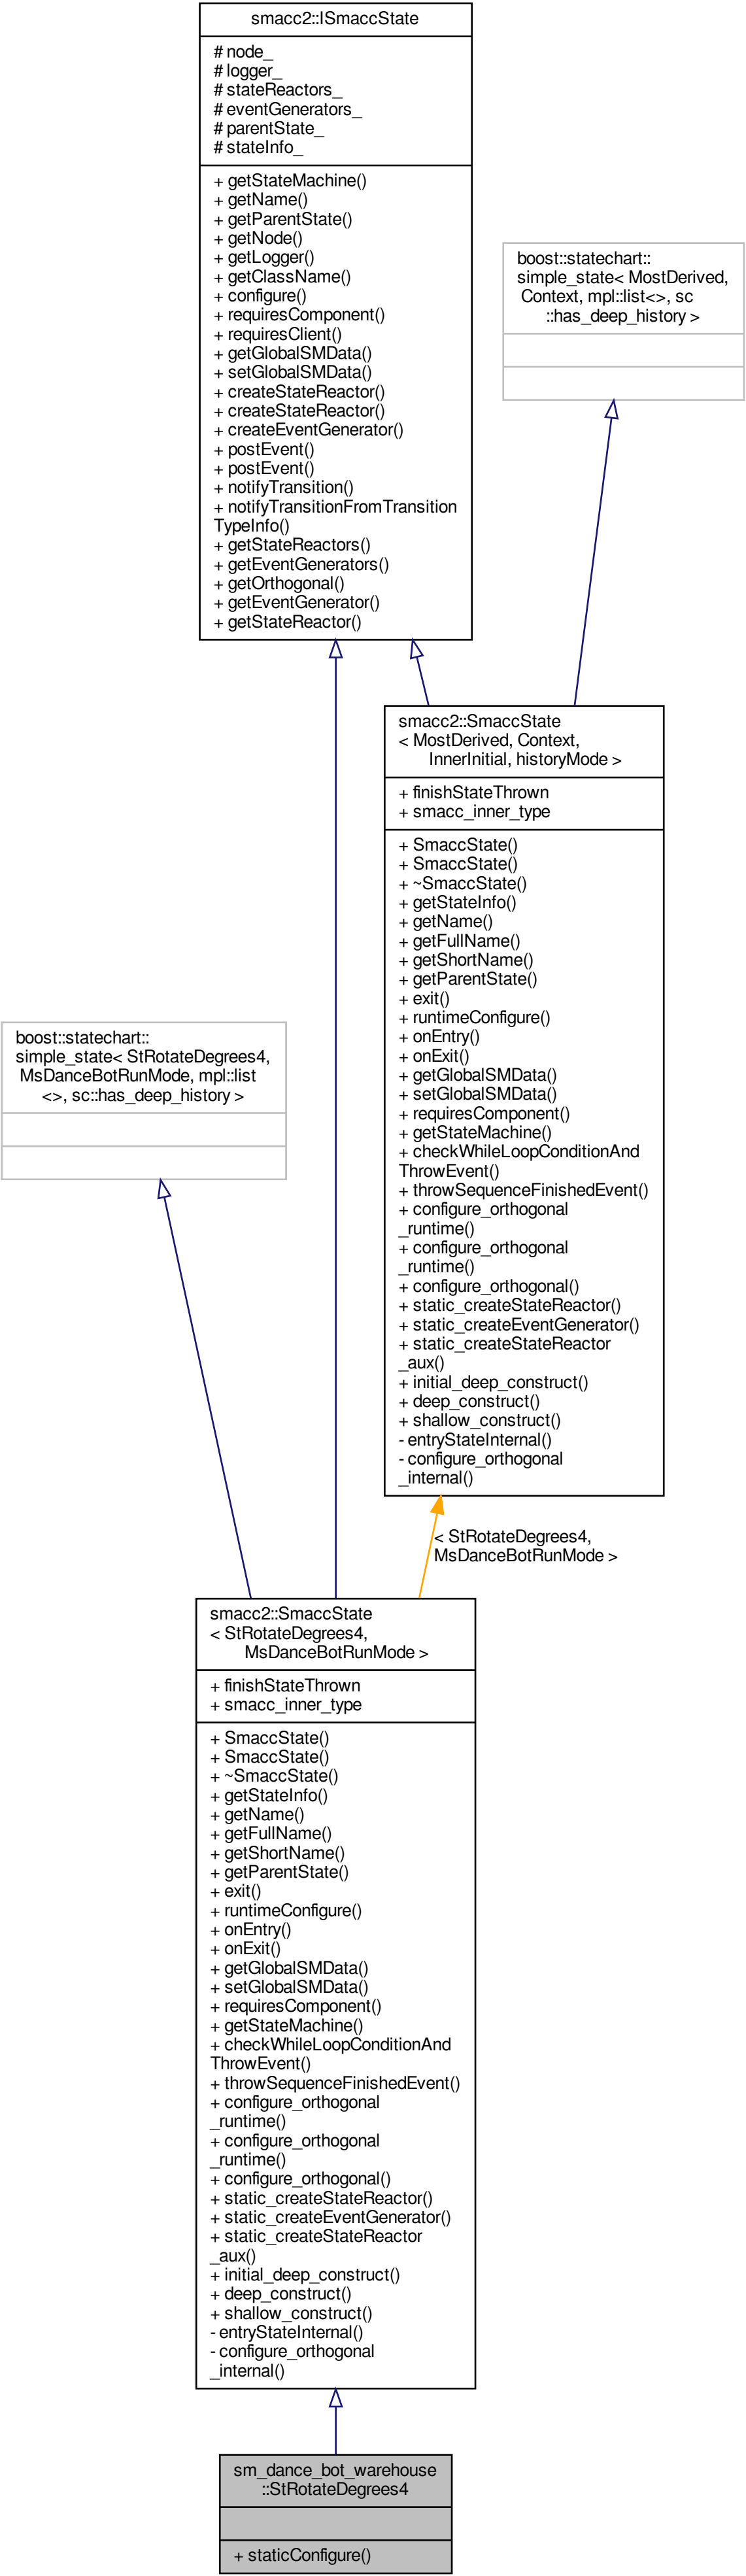 smacc2::ISmaccState
# node_
# logger_
# stateReactors_
# eventGenerators_
# parentState_
# stateInfo_
+ getStateMachine()
+ getName()
+ getParentState()
+ getNode()
+ getLogger()
+ getClassName()
+ configure()
+ requiresComponent()
+ requiresClient()
+ getGlobalSMData()
+ setGlobalSMData()
+ createStateReactor()
+ createStateReactor()
+ createEventGenerator()
+ postEvent()
+ postEvent()
+ notifyTransition()
+ notifyTransitionFromTransition
TypeInfo()
+ getStateReactors()
+ getEventGenerators()
+ getOrthogonal()
+ getEventGenerator()
+ getStateReactor()
boost::statechart::
simple_state< MostDerived,
Context, mpl::list<>, sc
::has_deep_history >
smacc2::SmaccState
< MostDerived, Context,
InnerInitial, historyMode >
+ finishStateThrown
+ smacc_inner_type
+ SmaccState()
+ SmaccState()
+ ~SmaccState()
+ getStateInfo()
+ getName()
+ getFullName()
+ getShortName()
+ getParentState()
+ exit()
+ runtimeConfigure()
+ onEntry()
+ onExit()
+ getGlobalSMData()
+ setGlobalSMData()
+ requiresComponent()
+ getStateMachine()
+ checkWhileLoopConditionAnd
ThrowEvent()
+ throwSequenceFinishedEvent()
+ configure_orthogonal
_runtime()
+ configure_orthogonal
_runtime()
+ configure_orthogonal()
+ static_createStateReactor()
+ static_createEventGenerator()
+ static_createStateReactor
_aux()
+ initial_deep_construct()
+ deep_construct()
+ shallow_construct()
- entryStateInternal()
- configure_orthogonal
_internal()
boost::statechart::
simple_state< StRotateDegrees4,
MsDanceBotRunMode, mpl::list
<>, sc::has_deep_history >
< StRotateDegrees4,
MsDanceBotRunMode >
smacc2::SmaccState
< StRotateDegrees4,
MsDanceBotRunMode >
+ finishStateThrown
+ smacc_inner_type
+ SmaccState()
+ SmaccState()
+ ~SmaccState()
+ getStateInfo()
+ getName()
+ getFullName()
+ getShortName()
+ getParentState()
+ exit()
+ runtimeConfigure()
+ onEntry()
+ onExit()
+ getGlobalSMData()
+ setGlobalSMData()
+ requiresComponent()
+ getStateMachine()
+ checkWhileLoopConditionAnd
ThrowEvent()
+ throwSequenceFinishedEvent()
+ configure_orthogonal
_runtime()
+ configure_orthogonal
_runtime()
+ configure_orthogonal()
+ static_createStateReactor()
+ static_createEventGenerator()
+ static_createStateReactor
_aux()
+ initial_deep_construct()
+ deep_construct()
+ shallow_construct()
- entryStateInternal()
- configure_orthogonal
_internal()
sm_dance_bot_warehouse
::StRotateDegrees4
+ staticConfigure()